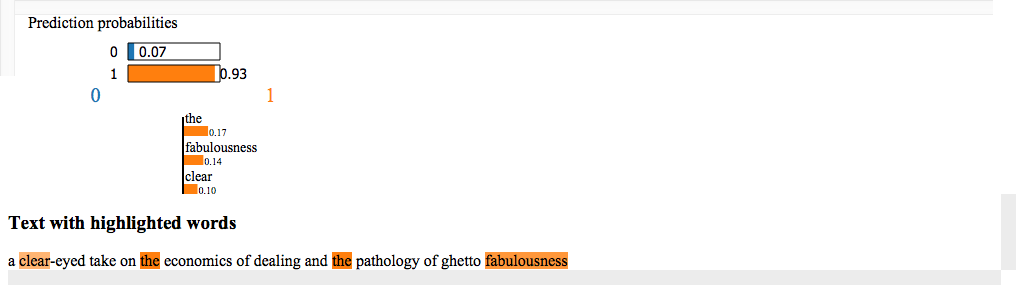 Prediction probabilities
0 0.07
1 0.93
0 1
the
0.17
fabulousness
0.14
clear
0.10
Text with highlighted words
a clear-eyed take on the economics of dealing and the pathology of ghetto fabulousness